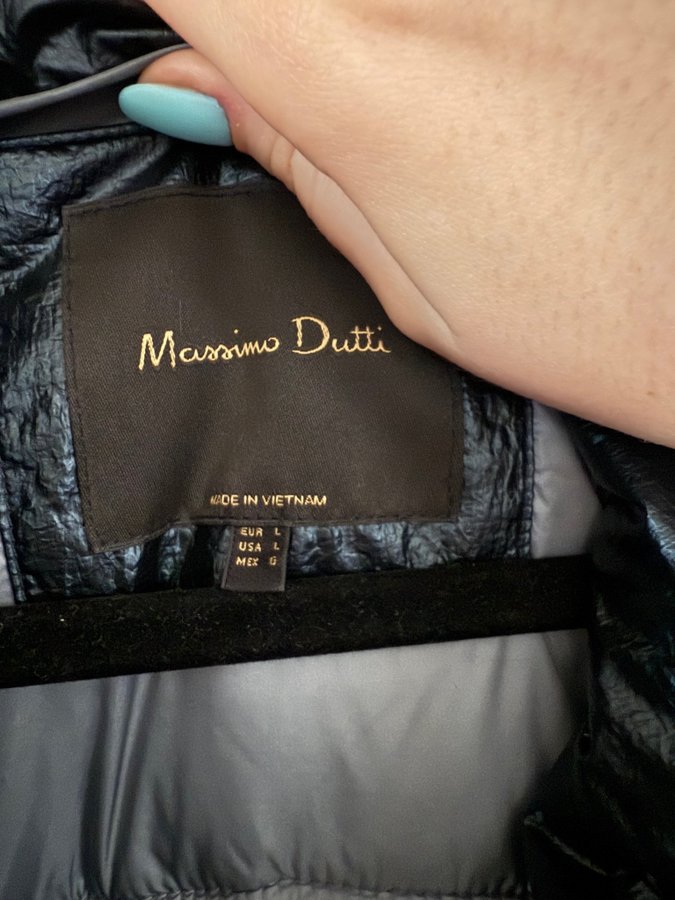 Massimo Dutti
MADE IN VIETNAM
EUR L
USA L
MEX G